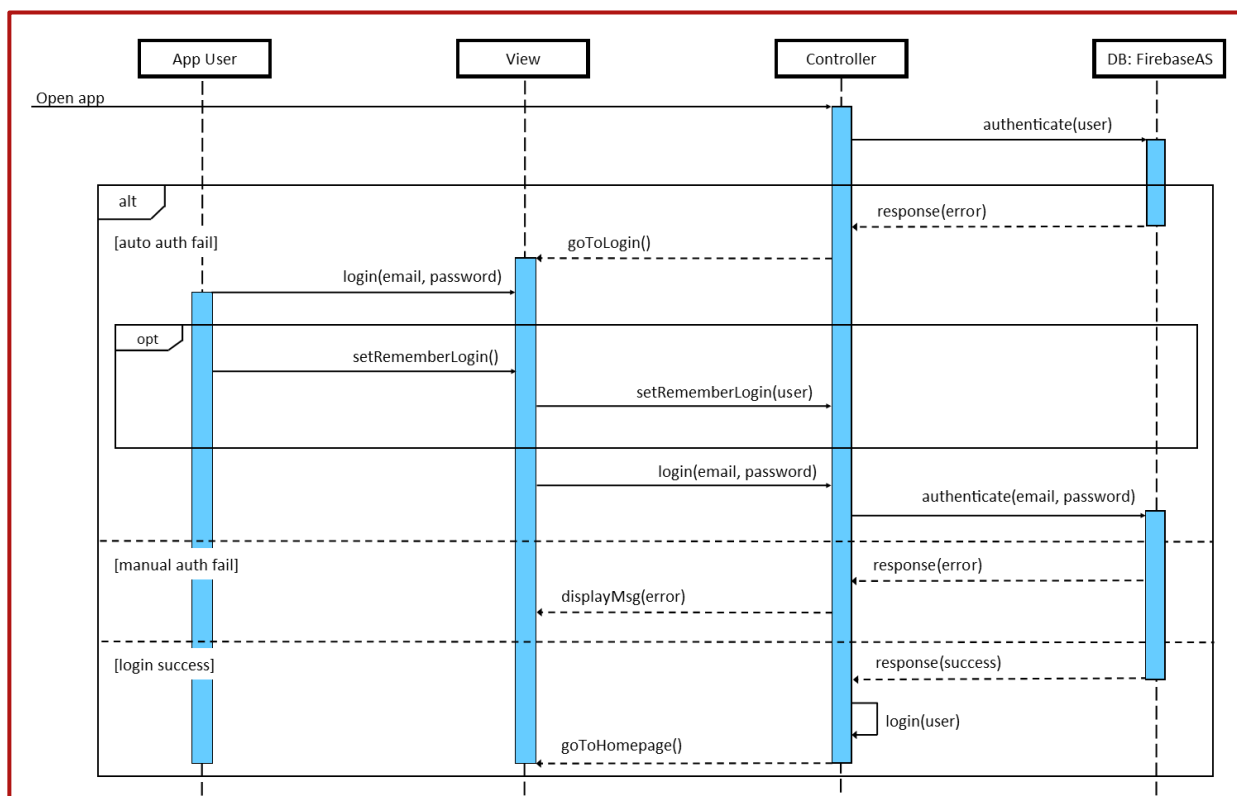 App User
View
Controller
DB: FirebaseAS
Open app
authenticate(user)
alt
response(error)
[auto auth fail]
goToLogin()
login(email, password)
opt
setRememberLogin()
setRememberLogin(user)
login(email, password)
authenticate(email, password)
[manual auth fail]
response(error)
displayMsg(error)
[login success]
response(success)
login(user)
goToHomepage()